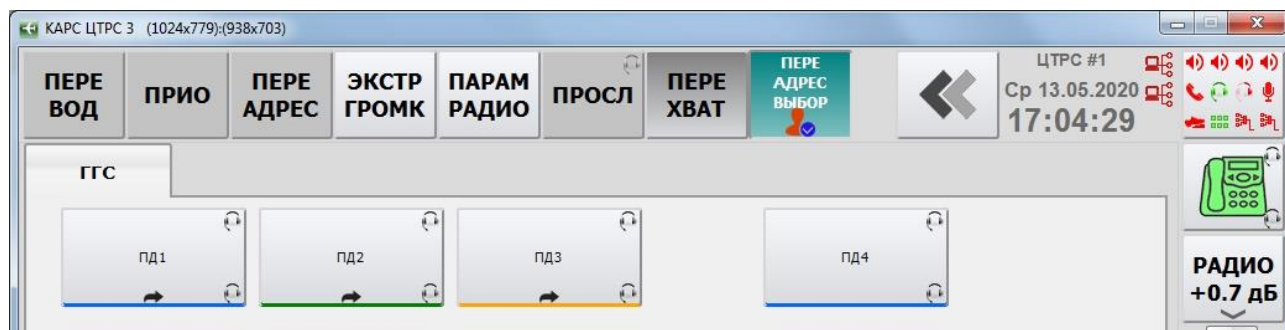 КАРС ЦТРС 3 (1024x779):(938x703)
ПЕРЕ
ВОД
ПРИО
ПЕРЕ
АДРЕС
ЭКСТР
ГРОМК
ПАРАМ
РАДИО
ПРОСЛ
ПЕРЕ
ХВАТ
ПЕРЕ
АДРЕС
ВЫБОР
ЦТРС #1
Ср 13.05.2020
17:04:29
ГГС
ПД1
ПД2
ПД3
ПД4
РАДИО
+0.7 дБ